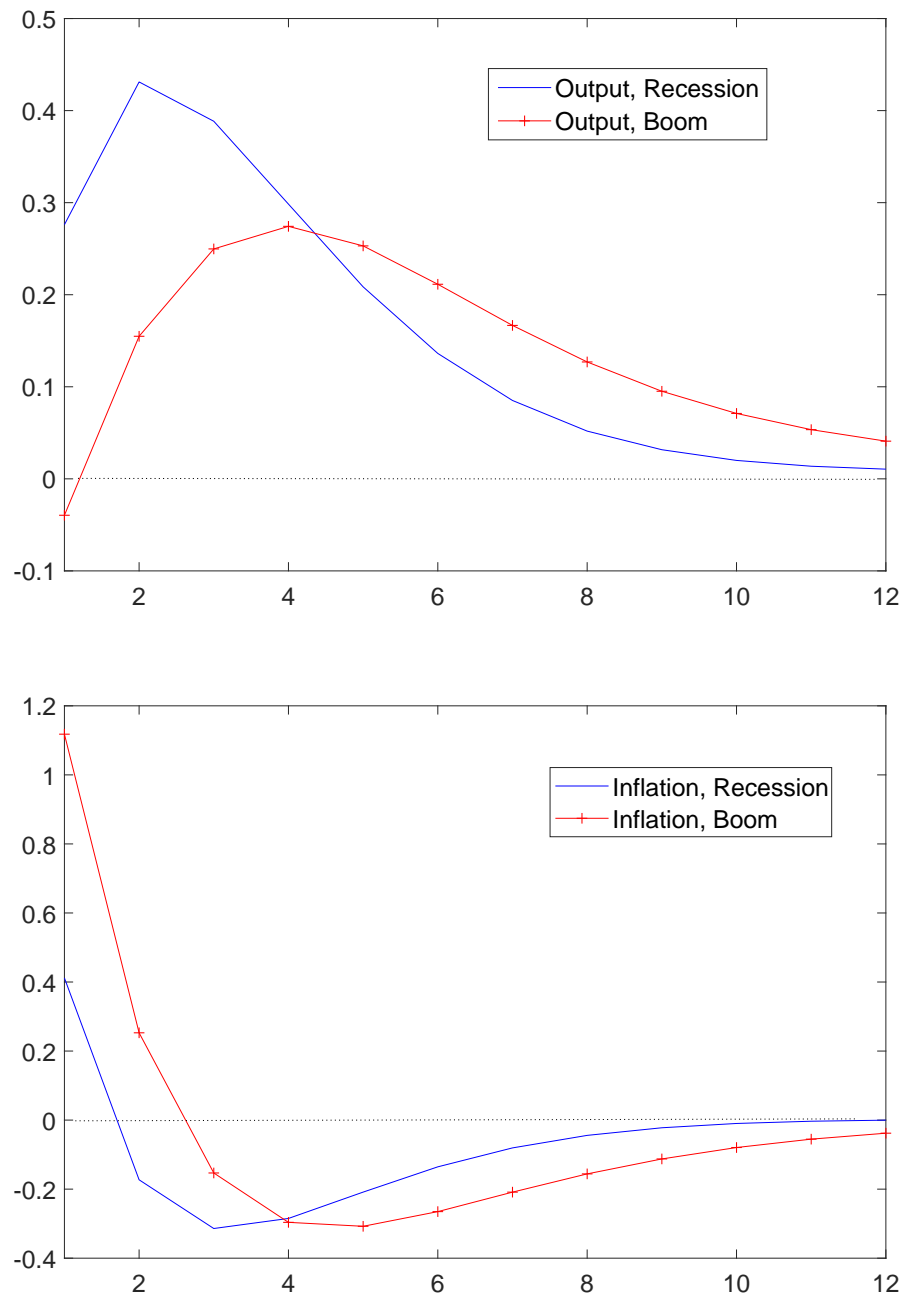 0.5
0.4
0.3
0.2
0.1
0
-0.1
Output, Recession
Output, Boom
2 4 6 8 10 12
1.2
1
0.8
0.6
0.4
0.2
0
-0.2
-0.4
Inflation, Recession
Inflation, Boom
2 4 6 8 10 12